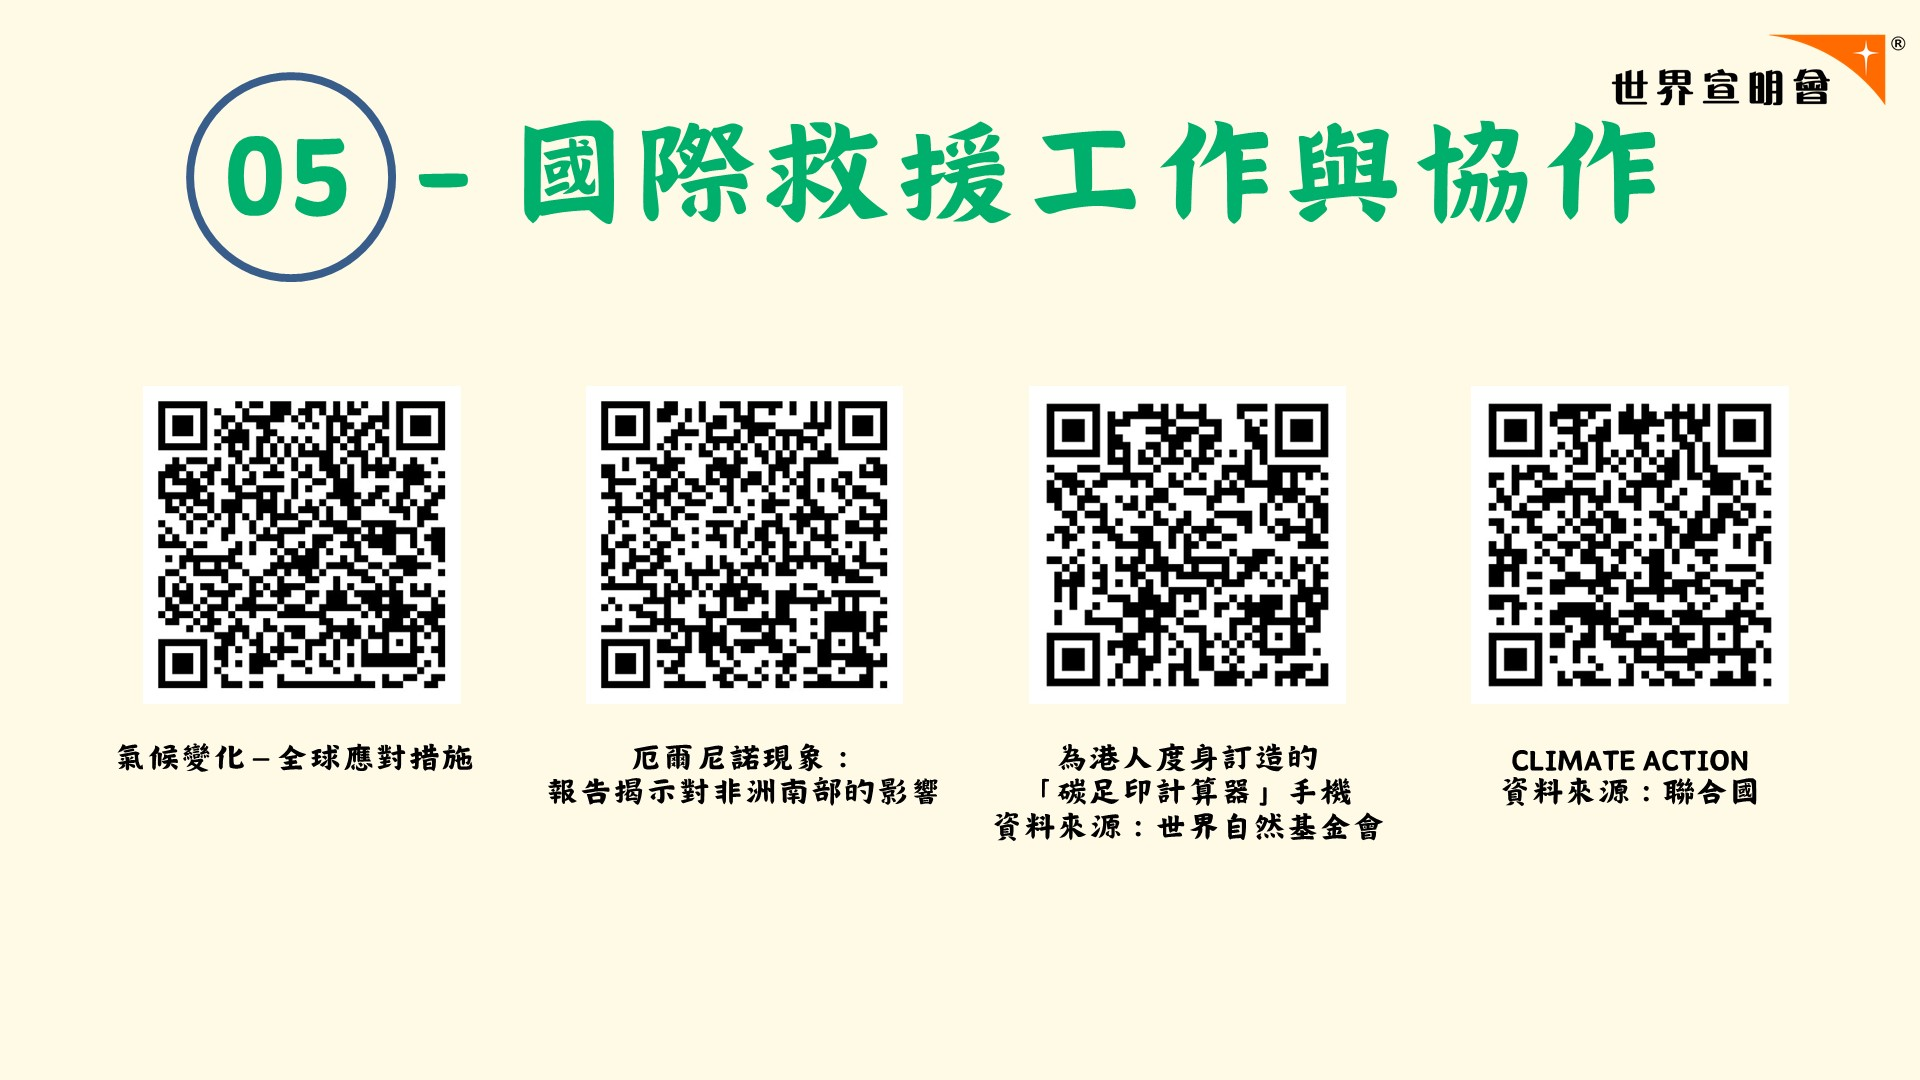 世界宣明會®
05 - 國際救援工作與協作
氣候變化 – 全球應對措施
厄爾尼諾現象：
報告揭示對非洲南部的影響
為港人度身訂造的
「碳足印計算器」手機
資料來源：世界自然基金會
CLIMATE ACTION
資料來源：聯合國